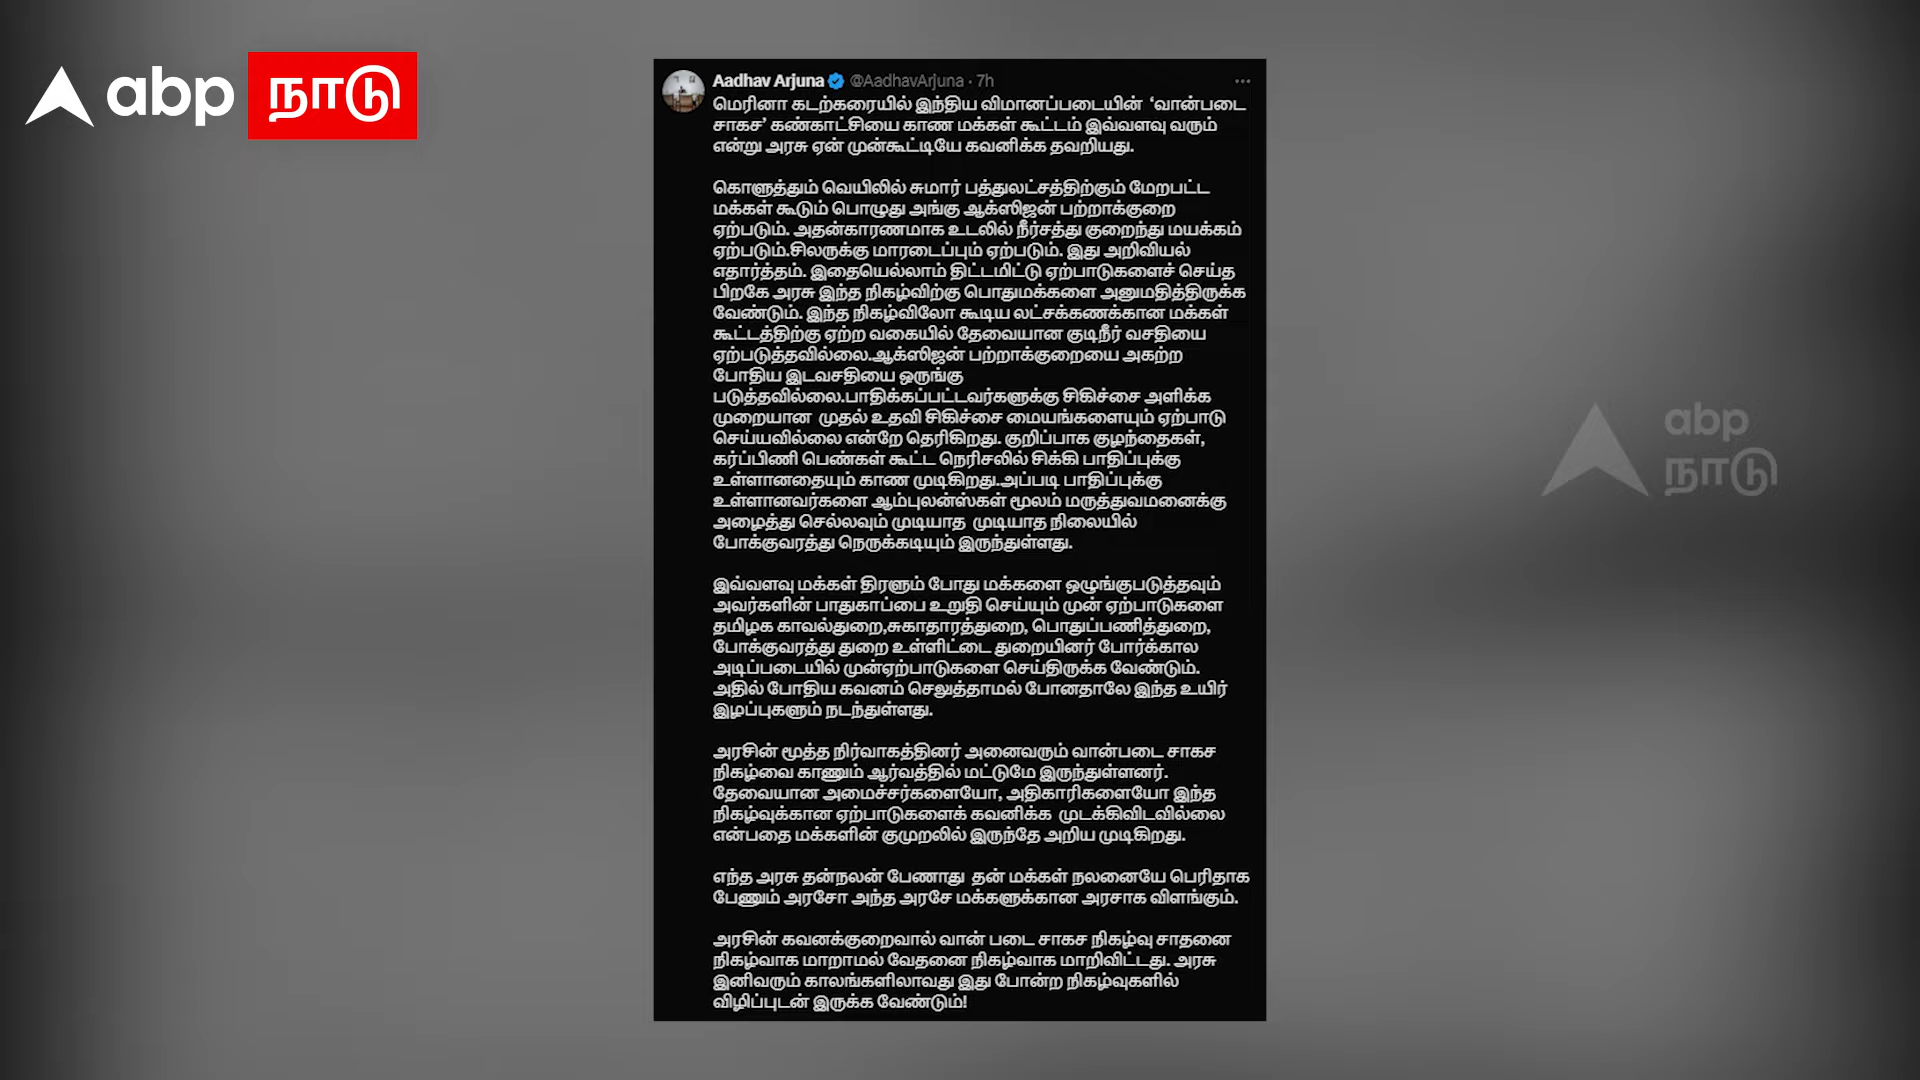 abp நாடு
Aadhav Arjuna @AadhavArjuna · 7h
மெரினா கடற்கரையில் இந்திய விமானப்படையின் ‘வான்படை
சாகச’ கண்காட்சியை காண மக்கள் கூட்டம் இவ்வளவு வரும்
என்று அரசு ஏன் முன்கூட்டியே கவனிக்க தவறியது.
கொளுத்தும் வெயிலில் சுமார் பத்துலட்சத்திற்கும் மேறபட்ட
மக்கள் கூடும் பொழுது அங்கு ஆக்ஸிஜன் பற்றாக்குறை
ஏற்படும். அதன்காரணமாக உடலில் நீர்சத்து குறைந்து மயக்கம்
ஏற்படும்.சிலருக்கு மாரடைப்பும் ஏற்படும். இது அறிவியல்
எதார்த்தம். இதையெல்லாம் திட்டமிட்டு ஏற்பாடுகளைச் செய்த
பிறகே அரசு இந்த நிகழ்விற்கு பொதுமக்களை அனுமதித்திருக்க
வேண்டும். இந்த நிகழ்விலோ கூடிய லட்சக்கணக்கான மக்கள்
கூட்டத்திற்கு ஏற்ற வகையில் தேவையான குடிநீர் வசதியை
ஏற்படுத்தவில்லை.ஆக்ஸிஜன் பற்றாக்குறையை அகற்ற
போதிய இடவசதியை ஒருங்கு
படுத்தவில்லை.பாதிக்கப்பட்டவர்களுக்கு சிகிச்சை அளிக்க
முறையான முதல் உதவி சிகிச்சை மையங்களையும் ஏற்பாடு
செய்யவில்லை என்றே தெரிகிறது. குறிப்பாக குழந்தைகள்,
கர்ப்பிணி பெண்கள் கூட்ட நெரிசலில் சிக்கி பாதிப்புக்கு
உள்ளானதையும் காண முடிகிறது.அப்படி பாதிப்புக்கு
உள்ளானவர்களை ஆம்புலன்ஸ்கள் மூலம் மருத்துவமனைக்கு
அழைத்து செல்லவும் முடியாத முடியாத நிலையில்
போக்குவரத்து நெருக்கடியும் இருந்துள்ளது.
இவ்வளவு மக்கள் திரளும் போது மக்களை ஒழுங்குபடுத்தவும்
அவர்களின் பாதுகாப்பை உறுதி செய்யும் முன் ஏற்பாடுகளை
தமிழக காவல்துறை,சுகாதாரத்துறை, பொதுப்பணித்துறை,
போக்குவரத்து துறை உள்ளிட்டை துறையினர் போர்க்கால
அடிப்படையில் முன்ஏற்பாடுகளை செய்திருக்க வேண்டும்.
அதில் போதிய கவனம் செலுத்தாமல் போனதாலே இந்த உயிர்
இழப்புகளும் நடந்துள்ளது.
அரசின் மூத்த நிர்வாகத்தினர் அனைவரும் வான்படை சாகச
நிகழ்வை காணும் ஆர்வத்தில் மட்டுமே இருந்துள்ளனர்.
தேவையான அமைச்சர்களையோ, அதிகாரிகளையோ இந்த
நிகழ்வுக்கான ஏற்பாடுகளைக் கவனிக்க முடக்கிவிடவில்லை
என்பதை மக்களின் குமுறலில் இருந்தே அறிய முடிகிறது.
எந்த அரசு தன்நலன் பேணாது தன் மக்கள் நலனையே பெரிதாக
பேணும் அரசோ அந்த அரசே மக்களுக்கான அரசாக விளங்கும்.
அரசின் கவனக்குறைவால் வான் படை சாகச நிகழ்வு சாதனை
நிகழ்வாக மாறாமல் வேதனை நிகழ்வாக மாறிவிட்டது. அரசு
இனிவரும் காலங்களிலாவது இது போன்ற நிகழ்வுகளில்
விழிப்புடன் இருக்க வேண்டும்!
abp
நாடு